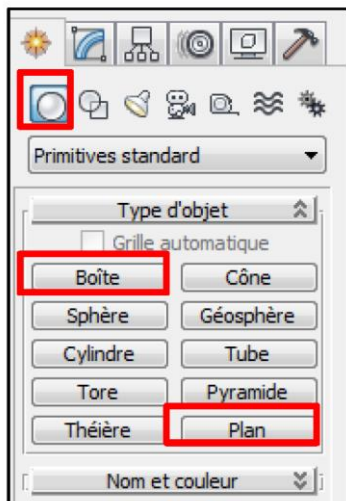 Primitives standard
Type d'objet
Grille automatique
Boîte Cône
Sphère Géosphère
Cylindre Tube
Tore Pyramide
Théière Plan
Nom et couleur